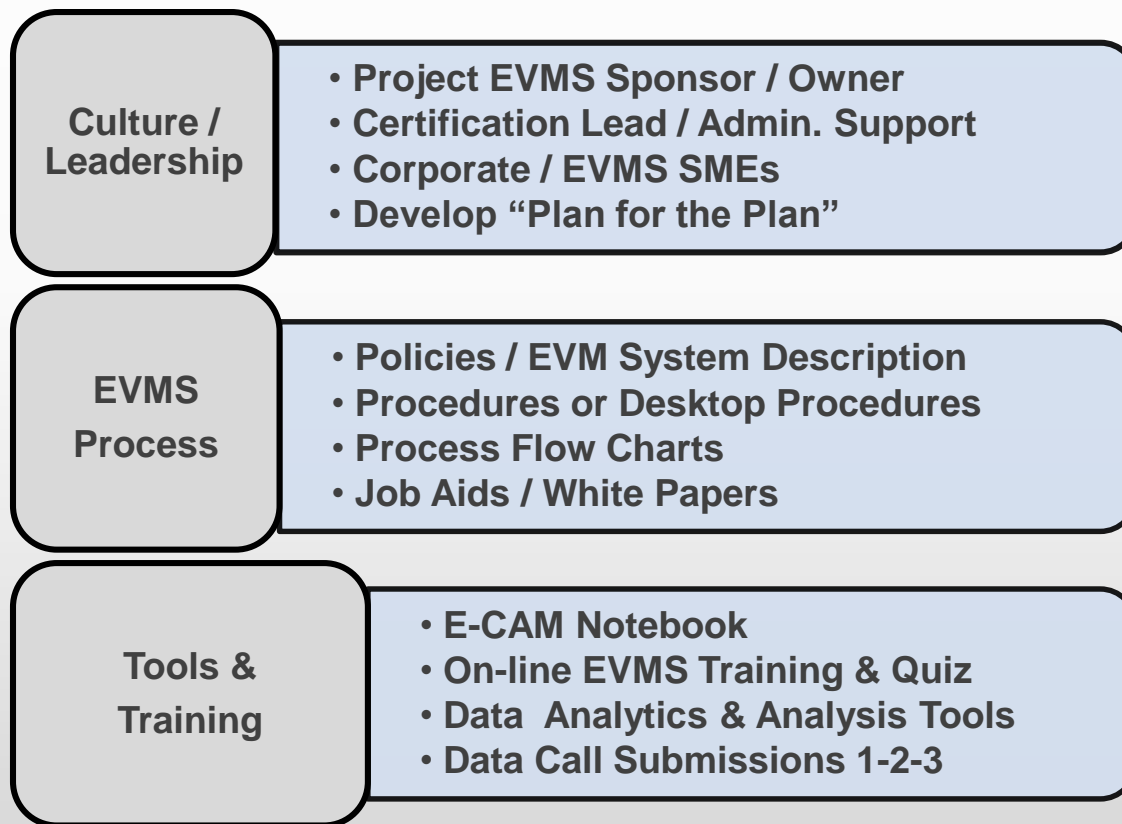 Culture /
Leadership
• Project EVMS Sponsor / Owner
• Certification Lead / Admin. Support
• Corporate / EVMS SMEs
• Develop “Plan for the Plan”
EVMS
Process
• Policies / EVM System Description
• Procedures or Desktop Procedures
• Process Flow Charts
• Job Aids / White Papers
Tools &
Training
• E-CAM Notebook
• On-line EVMS Training & Quiz
• Data  Analytics & Analysis Tools
• Data Call Submissions 1-2-3